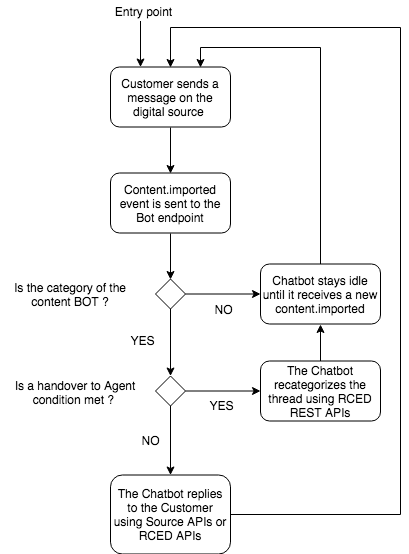 Entry point
Customer sends a
message on the
digital source
Content.imported
event is sent to the
Bot endpoint
Is the category of the
content BOT ?
NO
Chatbot stays idle
until it receives a new
content.imported
YES
Is a handover to Agent
condition met ?
YES
The Chatbot
recategorizes the
thread using RCED
REST APIs
NO
The Chatbot replies
to the Customer
using Source APIs or
RCED APIs